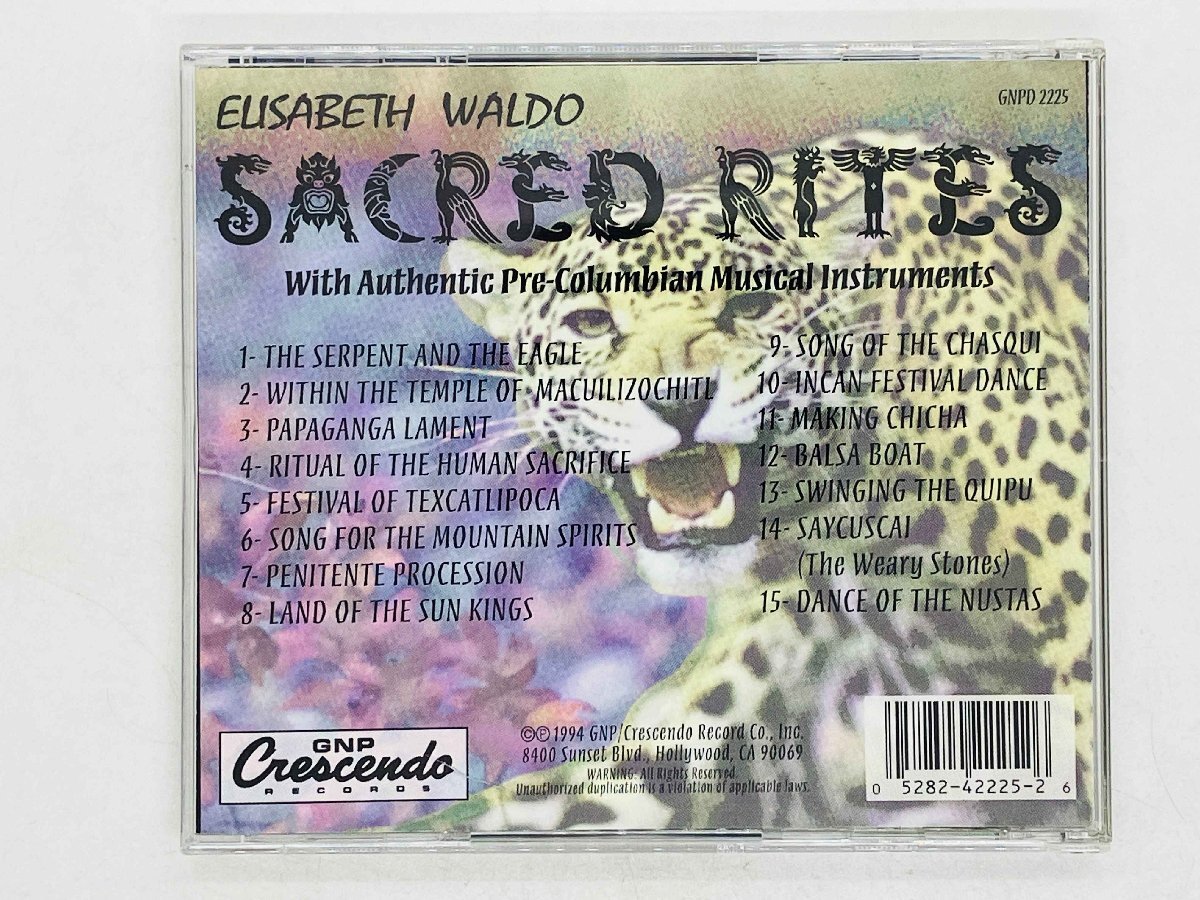 ELISABETH WALDO
GNPD 2225
SACRED RITES
With Authentic Pre-Columbian Musical Instruments
1- THE SERPENT AND THE EAGLE
2- WITHIN THE TEMPLE OF MACUILIZOCHITL
3- PAPAGANGA LAMENT
4- RITUAL OF THE HUMAN SACRIFICE
5- FESTIVAL OF TEXCATLIPOCA
6- SONG FOR THE MOUNTAIN SPIRITS
7- PENITENTE PROCESSION
8- LAND OF THE SUN KINGS
9- SONG OF THE CHASQUI
10- INCAN FESTIVAL DANCE
11- MAKING CHICHA
12- BALSA BOAT
13- SWINGING THE QUIPU
14- SAYCUSCAI
(The Weary Stones)
15- DANCE OF THE NUSTAS
GNP
Crescendo
RECORDS
©℗ 1994 GNP/Crescendo Record Co., Inc.
8400 Sunset Blvd., Hollywood, CA 90069
WARNING: All Rights Reserved.
Unauthorized duplication is a violation of applicable laws.
0 5282-42225-2 6